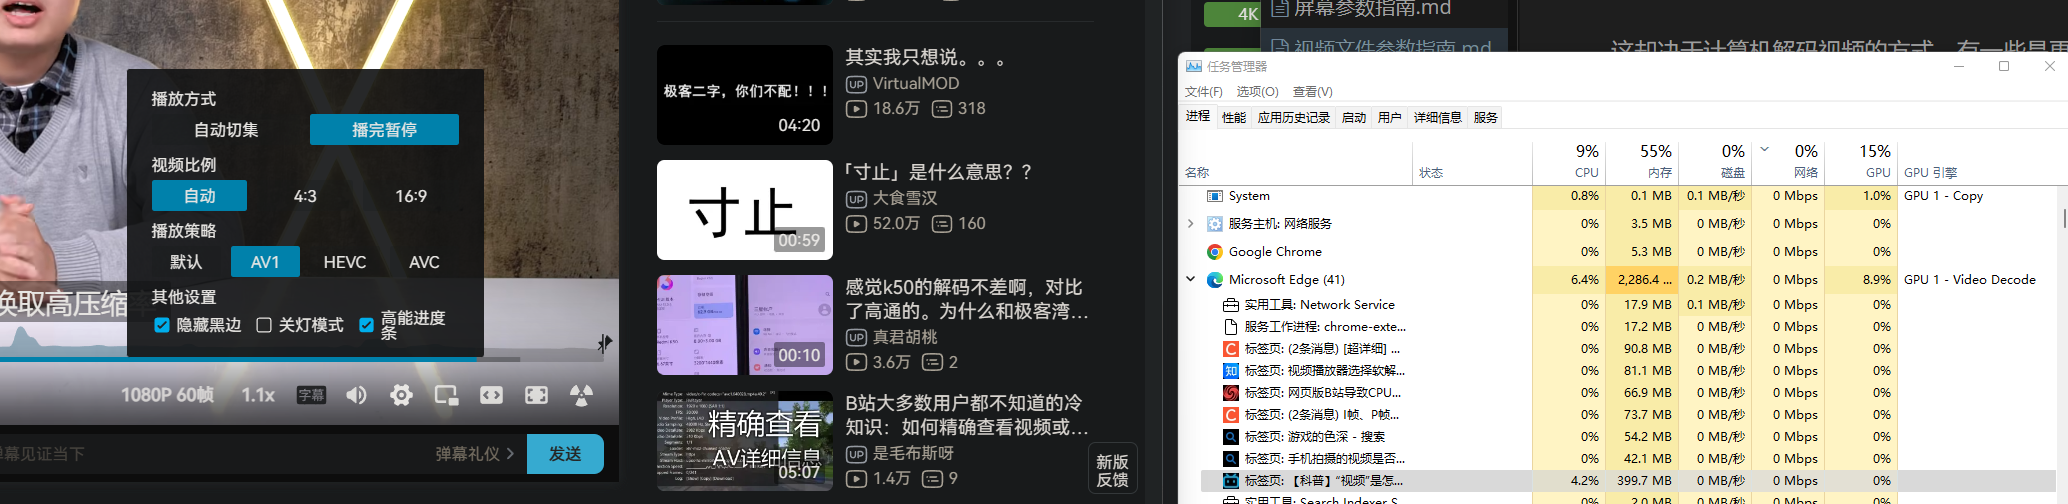 播放方式
自动切集 播完暂停
视频比例
自动 4:3 16:9
播放策略
默认 AV1 HEVC AVC
其他设置
隐藏黑边 关灯模式 高能进度
条
换取高压缩率
1080P 60帧 1.1x 字幕
弹幕见证当下 弹幕礼仪 > 发送
极客二字，你们不配！！！
04:20
其实我只想说。。。
UP VirtualMOD
18.6万 318
寸止
00:59
「寸止」是什么意思？？
UP 大食雪汉
52.0万 160
00:10
感觉k50的解码不差啊，对比
了高通的。为什么和极客湾...
UP 真君胡桃
3.6万 2
精确查看
AV详细信息
05:07
B站大多数用户都不知道的冷
知识：如何精确查看视频或...
UP 是毛布斯呀
1.4万 9
新版
反馈
4K
屏幕参数指南.md
视频文件参数指南.md
这却决于计算机解码视频的方式，有一些是更
任务管理器
文件(F) 选项(O) 查看(V)
进程 性能 应用历史记录 启动 用户 详细信息 服务
9% 55% 0% 0% 15%
名称 状态 CPU 内存 磁盘 网络 GPU GPU 引擎
System 0.8% 0.1 MB 0.1 MB/秒 0 Mbps 1.0% GPU 1 - Copy
服务主机: 网络服务 0% 3.5 MB 0 MB/秒 0 Mbps 0%
Google Chrome 0% 5.3 MB 0 MB/秒 0 Mbps 0%
Microsoft Edge (41) 6.4% 2,286.4 ... 0.2 MB/秒 0 Mbps 8.9% GPU 1 - Video Decode
实用工具: Network Service 0% 17.9 MB 0.1 MB/秒 0 Mbps 0%
服务工作进程: chrome-exte... 0% 17.2 MB 0 MB/秒 0 Mbps 0%
标签页: (2条消息) [超详细] ... 0% 90.8 MB 0 MB/秒 0 Mbps 0%
标签页: 视频播放器选择软解... 0% 81.1 MB 0 MB/秒 0 Mbps 0%
标签页: 网页版B站导致CPU... 0% 66.9 MB 0 MB/秒 0 Mbps 0%
标签页: (2条消息) I帧、P帧... 0% 73.7 MB 0 MB/秒 0 Mbps 0%
标签页: 游戏的色深 - 搜索 0% 54.2 MB 0 MB/秒 0 Mbps 0%
标签页: 手机拍摄的视频是否... 0% 42.1 MB 0 MB/秒 0 Mbps 0%
标签页: 【科普】“视频”是怎... 4.2% 399.7 MB 0 MB/秒 0 Mbps 0%
实用工具: Search Indexer S... 0% 2.0 MB 0 MB/秒 0 Mbps 0%